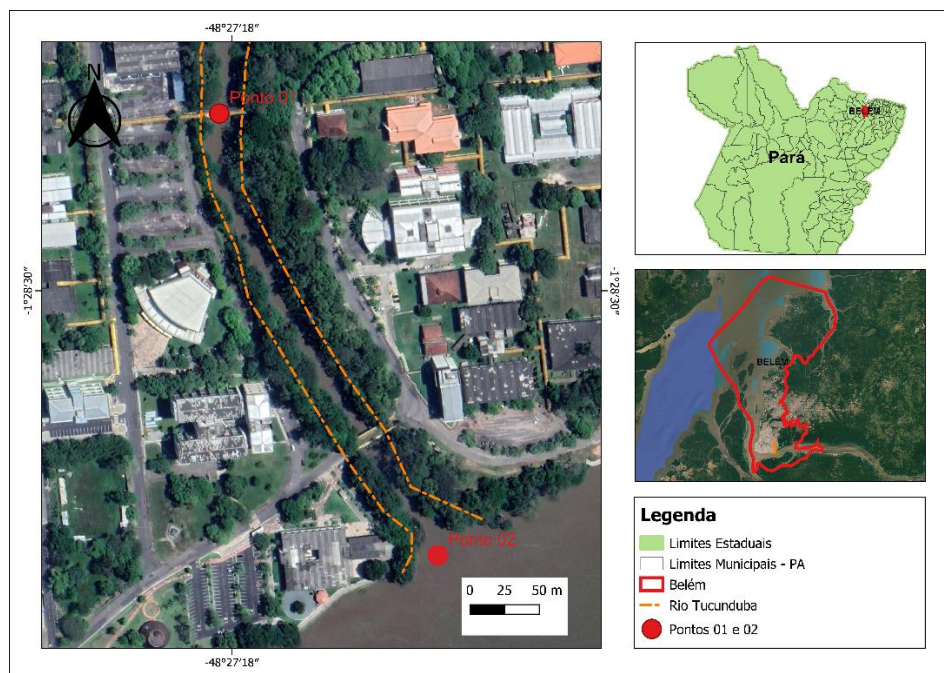 -48°27'18"
N
Ponto 01
-1°28'30"
-1°28'30"
Ponto 02
0 25 50 m
-48°27'18"
BELÉM
Pará
BELÉM
Legenda
Limites Estaduais
Limites Municipais - PA
Belém
Rio Tucunduba
Pontos 01 e 02